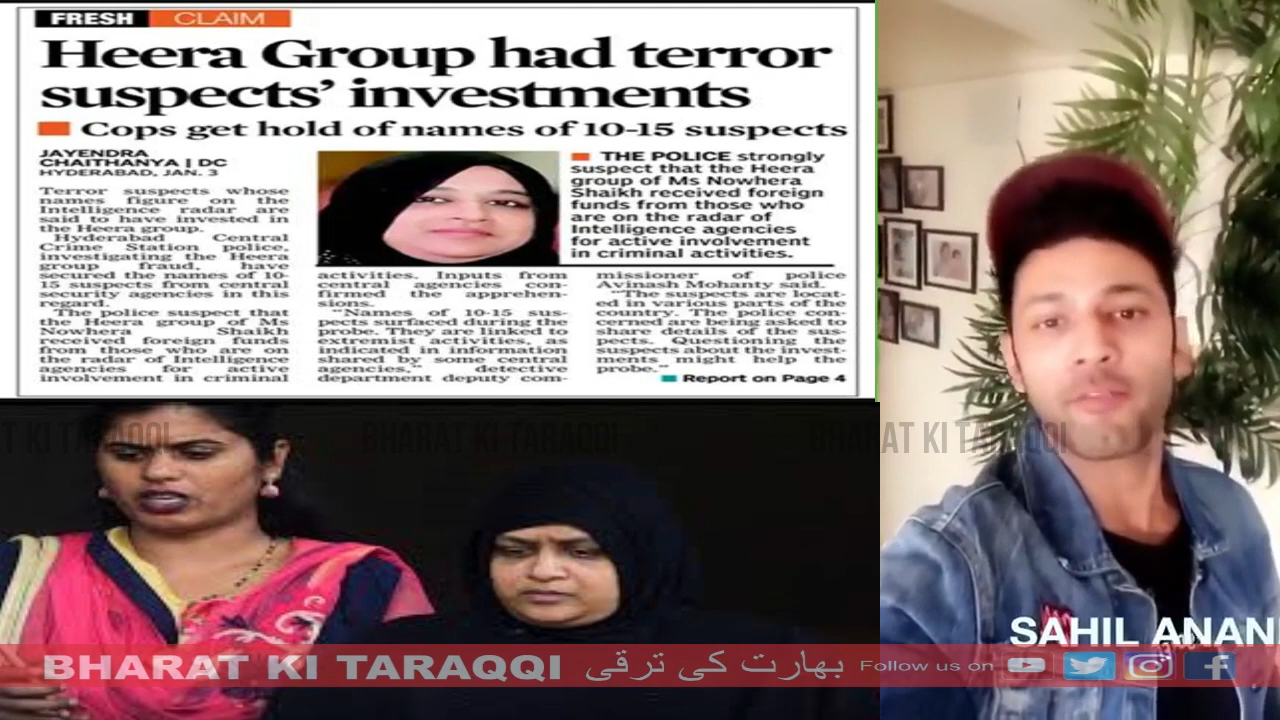 FRESH CLAIM
Heera Group had terror
suspects' investments
Cops get hold of names of 10-15 suspects
JAYENDRA
CHAITHANYA | DC
HYDERABAD, JAN. 3
Terror suspects whose
names figure on the
Intelligence radar are
said to have invested in
the Heera group.
Hyderabad Central
Crime Station police,
investigating the Heera
group fraud, have
secured the names of 10-
15 suspects from central
security agencies in this
regard.
The police suspect that
the Heera group of Ms
Nowhera Shaikh
received foreign funds
from those who are on
the radar of Intelligence
agencies for active
involvement in criminal
THE POLICE strongly
suspect that the Heera
group of Ms Nowhera
Shaikh received foreign
funds from those who
are on the radar of
Intelligence agencies
for active involvement
in criminal activities.
activities. Inputs from
central agencies con-
firmed the apprehen-
sions.
"Names of 10-15 sus-
pects surfaced during the
probe. They are linked to
extremist activities, as
indicated in information
shared by some central
agencies," detective
department deputy com-
missioner of police
Avinash Mohanty said.
"The suspects are locat-
ed in various parts of the
country. The police con-
cerned are being asked to
share details of the sus-
pects. Questioning the
suspects about the invest-
ments might help the
probe."
Report on Page 4
T KI TARAQQI BHARAT KI TARAQQI BHARAT KI TARAQQI
SAHIL ANAN
BHARAT KI TARAQQI بھارت کی ترقی Follow us on